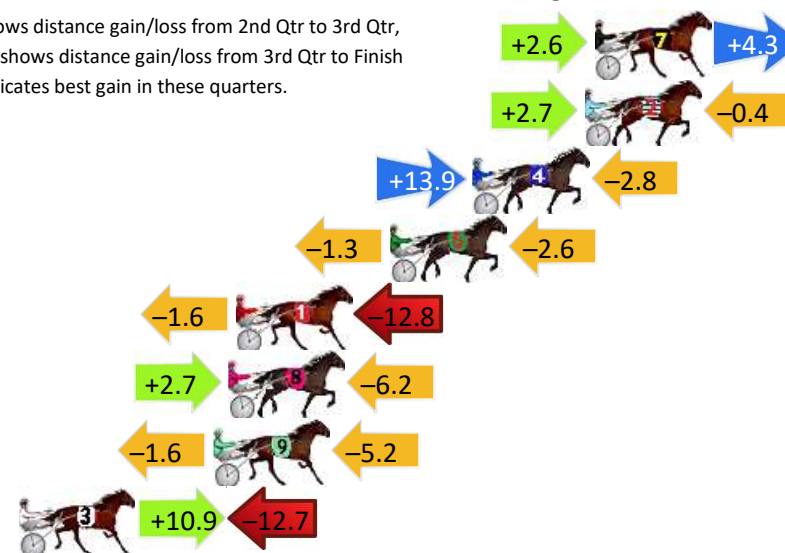 ows distance gain/loss from 2nd Qtr to 3rd Qtr,
shows distance gain/loss from 3rd Qtr to Finish
icates best gain in these quarters.
+2.6 7 +4.3
+2.7 –0.4
+13.9 4 –2.8
–1.3 –2.6
–1.6 1 –12.8
+2.7 8 –6.2
–1.6 9 –5.2
3 +10.9 –12.7